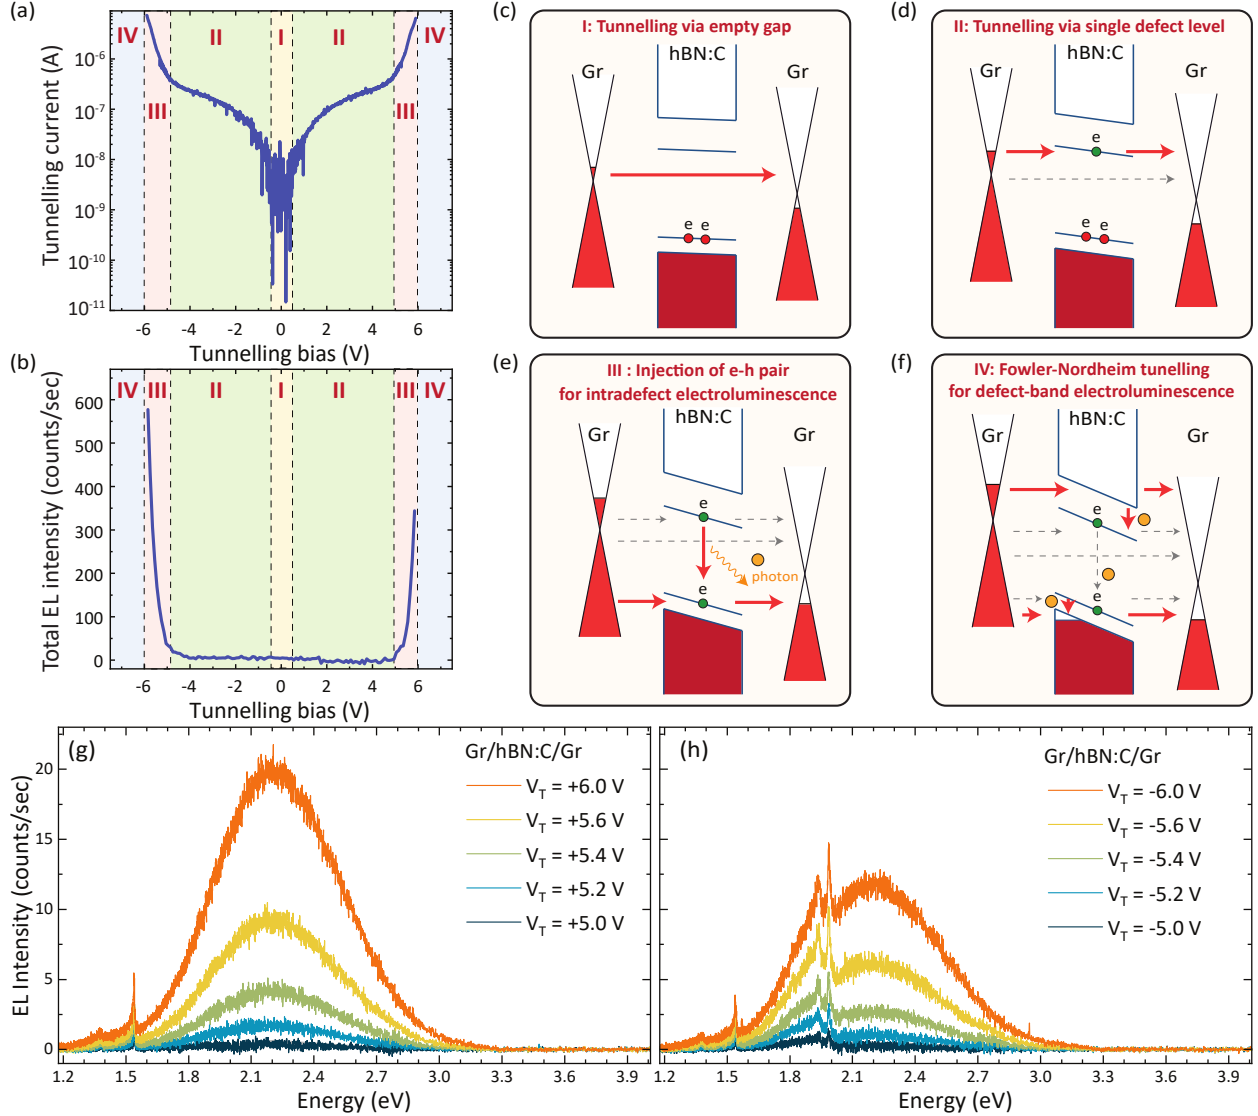 (a)
IV
II
I
II
IV
III
III
10⁻⁶
10⁻⁷
10⁻⁸
10⁻⁹
10⁻¹⁰
10⁻¹¹
Tunnelling current (A)
-6 -4 -2 0 2 4 6
Tunnelling bias (V)
(b)
IV III II I II III IV
600
500
400
300
200
100
0
Total EL intensity (counts/sec)
-6 -4 -2 0 2 4 6
Tunnelling bias (V)
(c)
I: Tunnelling via empty gap
hBN:C
Gr
Gr
e e
(d)
II: Tunnelling via single defect level
hBN:C
Gr
Gr
e
e e
(e)
III : Injection of e-h pair
for intradefect electroluminescence
hBN:C
Gr
Gr
e
photon
e
(f)
IV: Fowler-Nordheim tunelling
for defect-band electroluminescence
hBN:C
Gr
Gr
e
e
(g)
Gr/hBN:C/Gr
V_T = +6.0 V
V_T = +5.6 V
V_T = +5.4 V
V_T = +5.2 V
V_T = +5.0 V
20
15
10
5
0
EL Intensity (counts/sec)
1.2 1.5 1.8 2.1 2.4 2.7 3.0 3.3 3.6 3.9
Energy (eV)
(h)
Gr/hBN:C/Gr
V_T = -6.0 V
V_T = -5.6 V
V_T = -5.4 V
V_T = -5.2 V
V_T = -5.0 V
1.2 1.5 1.8 2.1 2.4 2.7 3.0 3.3 3.6 3.9
Energy (eV)